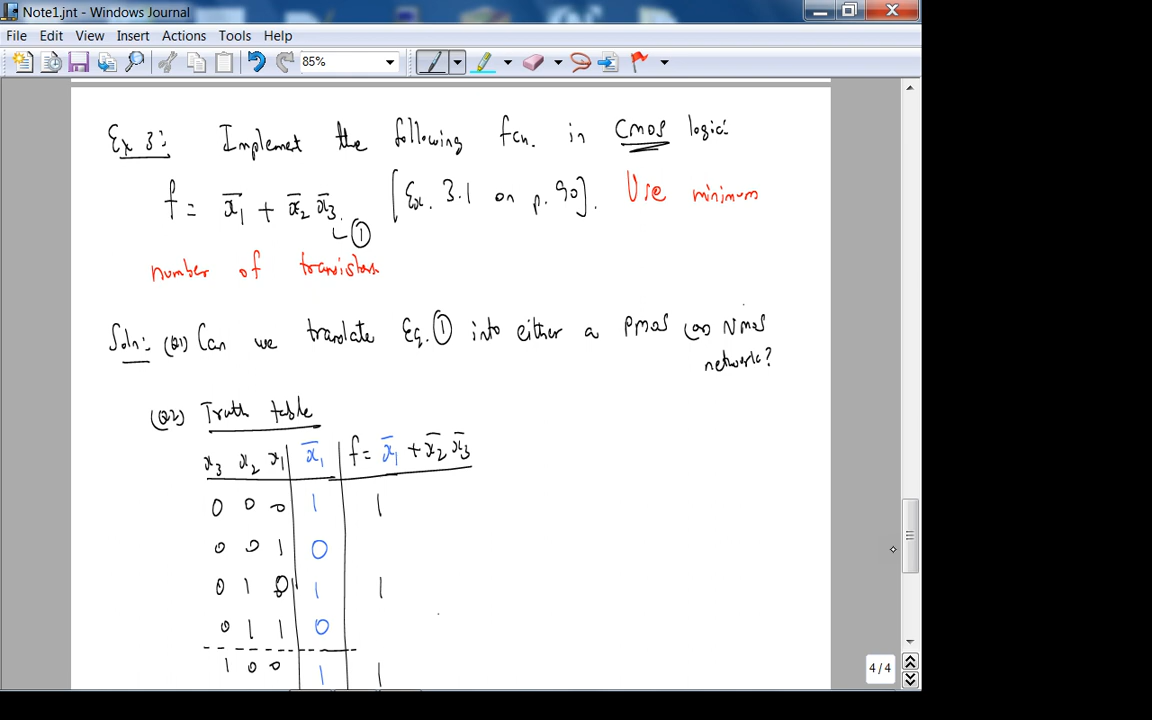 Note1.jnt - Windows Journal
File Edit View Insert Actions Tools Help
85%
Ex 3: Implement the following fcn. in CMOS logic
f = x̄₁ + x̄₂ x̄₃ [Ex. 3.1 on p. 90]. Use minimum
①
number of transistors
Soln: (Q1) Can we translate Eq. ① into either a PMOS (or) NMOS
network?
(Q2) Truth table
x₃ x₂ x₁ x̄₁ f = x̄₁ + x̄₂ x̄₃
0 0 0 1 1
0 0 1 0
0 1 0 1 1
0 1 1 0
1 0 0 1 1
4 / 4